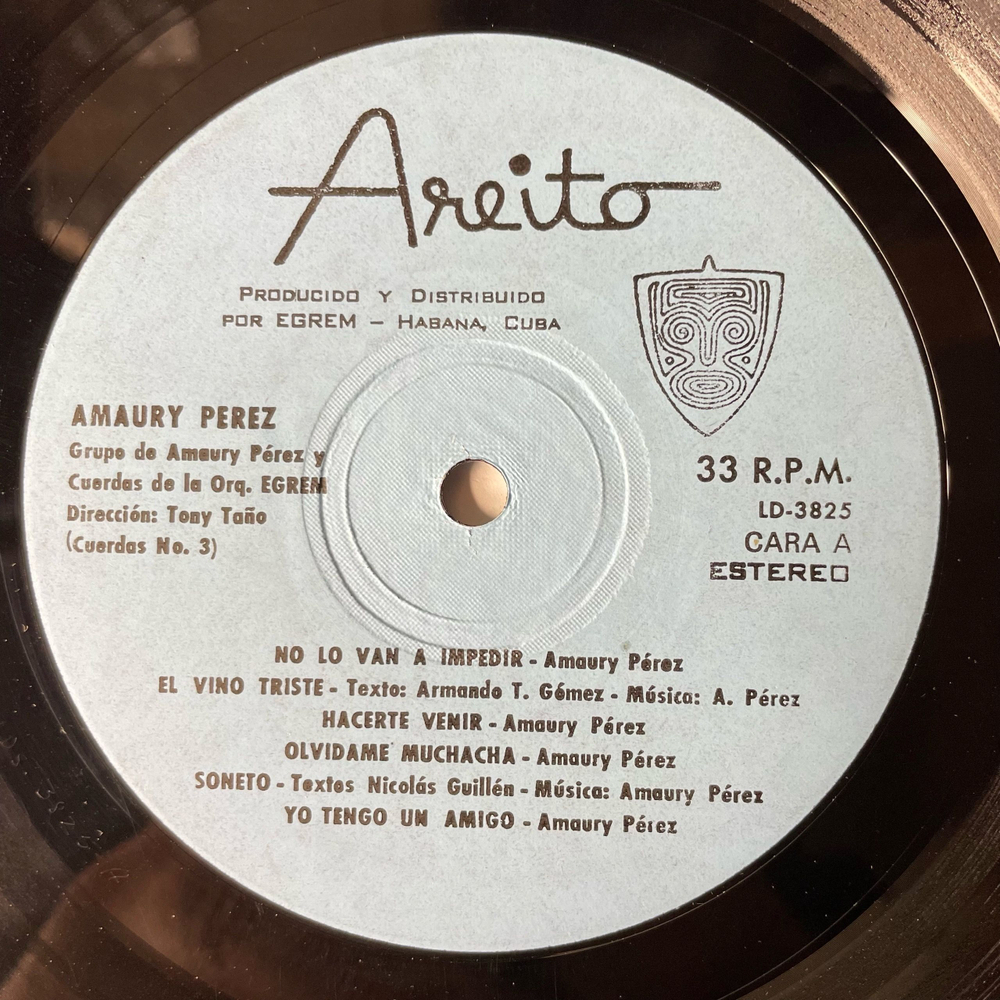 Areito
PRODUCIDO Y DISTRIBUIDO
POR EGREM – HABANA, CUBA
AMAURY PEREZ
Grupo de Amaury Pérez y
Cuerdas de la Orq. EGREM
Dirección: Tony Taño
(Cuerdas No. 3)
33 R.P.M.
LD-3825
CARA A
ESTEREO
NO LO VAN A IMPEDIR - Amaury Pérez
EL VINO TRISTE - Texto: Armando T. Gómez - Música: A. Pérez
HACERTE VENIR - Amaury Pérez
OLVIDAME MUCHACHA - Amaury Pérez
SONETO - Textos Nicolás Guillén - Música: Amaury Pérez
YO TENGO UN AMIGO - Amaury Pérez